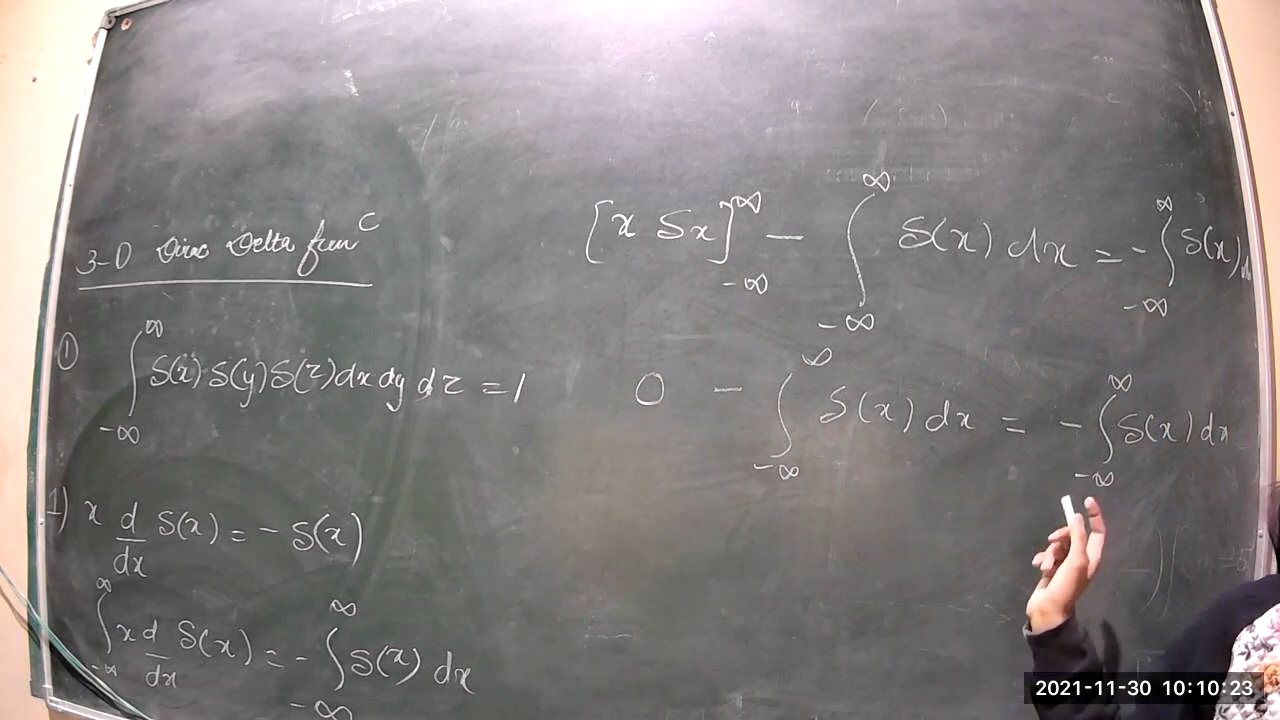 3-D Dirac Delta funᶜ
① ∫_{-∞}^{∞} δ(x) δ(y) δ(z) dx dy dz = 1
1) x d/dx δ(x) = - δ(x)
∫_{-∞}^{∞} x d/dx δ(x) = - ∫_{-∞}^{∞} δ(x) dx
[x δx]_{-∞}^{∞} - ∫_{-∞}^{∞} δ(x) dx = - ∫_{-∞}^{∞} δ(x) dx
0 - ∫_{-∞}^{∞} δ(x) dx = - ∫_{-∞}^{∞} δ(x) dx
2021-11-30 10:10:23